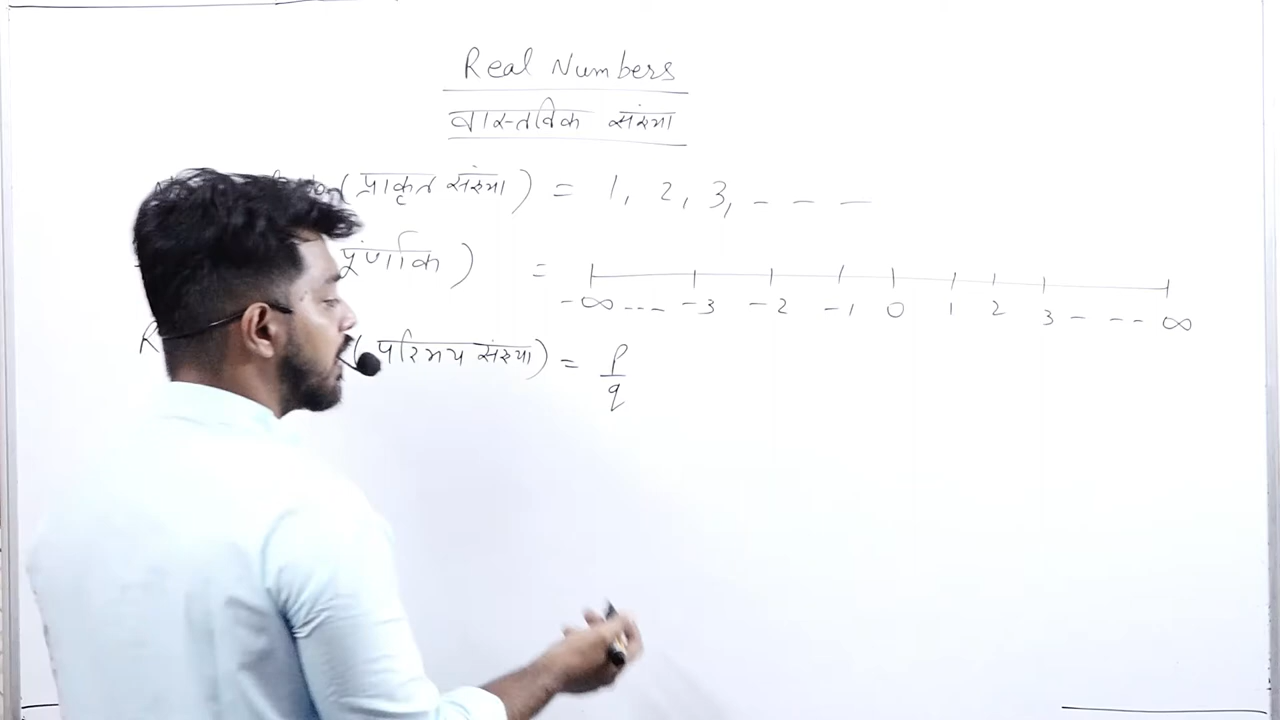 Real Numbers
वास्तविक संख्या
(प्राकृत संख्या) = 1, 2, 3, - - -
पूर्णांक) =
-∞ --- -3 -2 -1 0 1 2 3 - - - ∞
R (परिमेय संख्या) = p/q